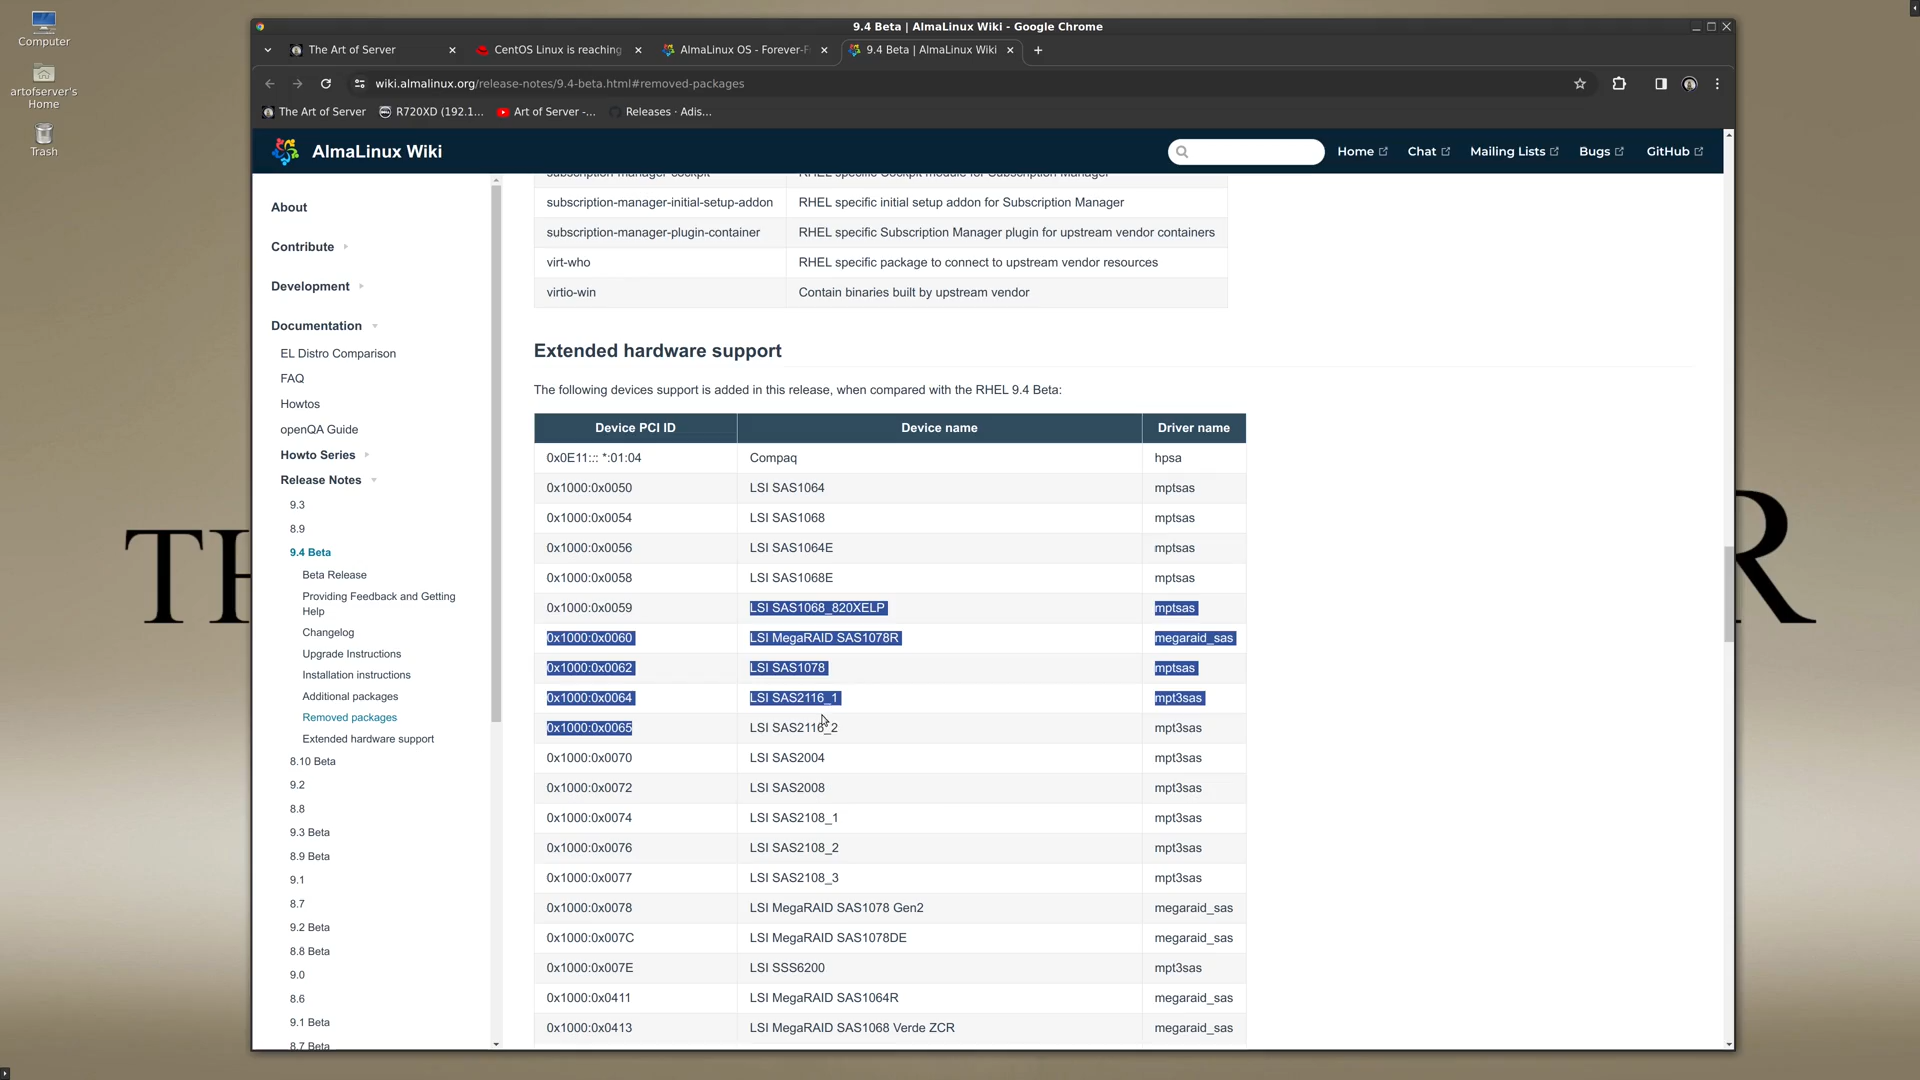 9.4 Beta | AlmaLinux Wiki - Google Chrome
Computer
artofserver's
Home
Trash
The Art of Server
CentOS Linux is reaching
AlmaLinux OS - Forever-F
9.4 Beta | AlmaLinux Wiki
wiki.almalinux.org/release-notes/9.4-beta.html#removed-packages
The Art of Server
R720XD (192.1...
Art of Server -...
Releases · Adis...
AlmaLinux Wiki
Home
Chat
Mailing Lists
Bugs
GitHub
About
Contribute
Development
Documentation
EL Distro Comparison
FAQ
Howtos
openQA Guide
Howto Series
Release Notes
9.3
8.9
9.4 Beta
Beta Release
Providing Feedback and Getting
Help
Changelog
Upgrade Instructions
Installation instructions
Additional packages
Removed packages
Extended hardware support
8.10 Beta
9.2
8.8
9.3 Beta
8.9 Beta
9.1
8.7
9.2 Beta
8.8 Beta
9.0
8.6
9.1 Beta
8.7 Beta
subscription-manager-cockpit RHEL specific Cockpit module for Subscription Manager
subscription-manager-initial-setup-addon RHEL specific initial setup addon for Subscription Manager
subscription-manager-plugin-container RHEL specific Subscription Manager plugin for upstream vendor containers
virt-who RHEL specific package to connect to upstream vendor resources
virtio-win Contain binaries built by upstream vendor
Extended hardware support
The following devices support is added in this release, when compared with the RHEL 9.4 Beta:
Device PCI ID Device name Driver name
0x0E11::: *:01:04 Compaq hpsa
0x1000:0x0050 LSI SAS1064 mptsas
0x1000:0x0054 LSI SAS1068 mptsas
0x1000:0x0056 LSI SAS1064E mptsas
0x1000:0x0058 LSI SAS1068E mptsas
0x1000:0x0059 LSI SAS1068_820XELP mptsas
0x1000:0x0060 LSI MegaRAID SAS1078R megaraid_sas
0x1000:0x0062 LSI SAS1078 mptsas
0x1000:0x0064 LSI SAS2116_1 mpt3sas
0x1000:0x0065 LSI SAS2116_2 mpt3sas
0x1000:0x0070 LSI SAS2004 mpt3sas
0x1000:0x0072 LSI SAS2008 mpt3sas
0x1000:0x0074 LSI SAS2108_1 mpt3sas
0x1000:0x0076 LSI SAS2108_2 mpt3sas
0x1000:0x0077 LSI SAS2108_3 mpt3sas
0x1000:0x0078 LSI MegaRAID SAS1078 Gen2 megaraid_sas
0x1000:0x007C LSI MegaRAID SAS1078DE megaraid_sas
0x1000:0x007E LSI SSS6200 mpt3sas
0x1000:0x0411 LSI MegaRAID SAS1064R megaraid_sas
0x1000:0x0413 LSI MegaRAID SAS1068 Verde ZCR megaraid_sas